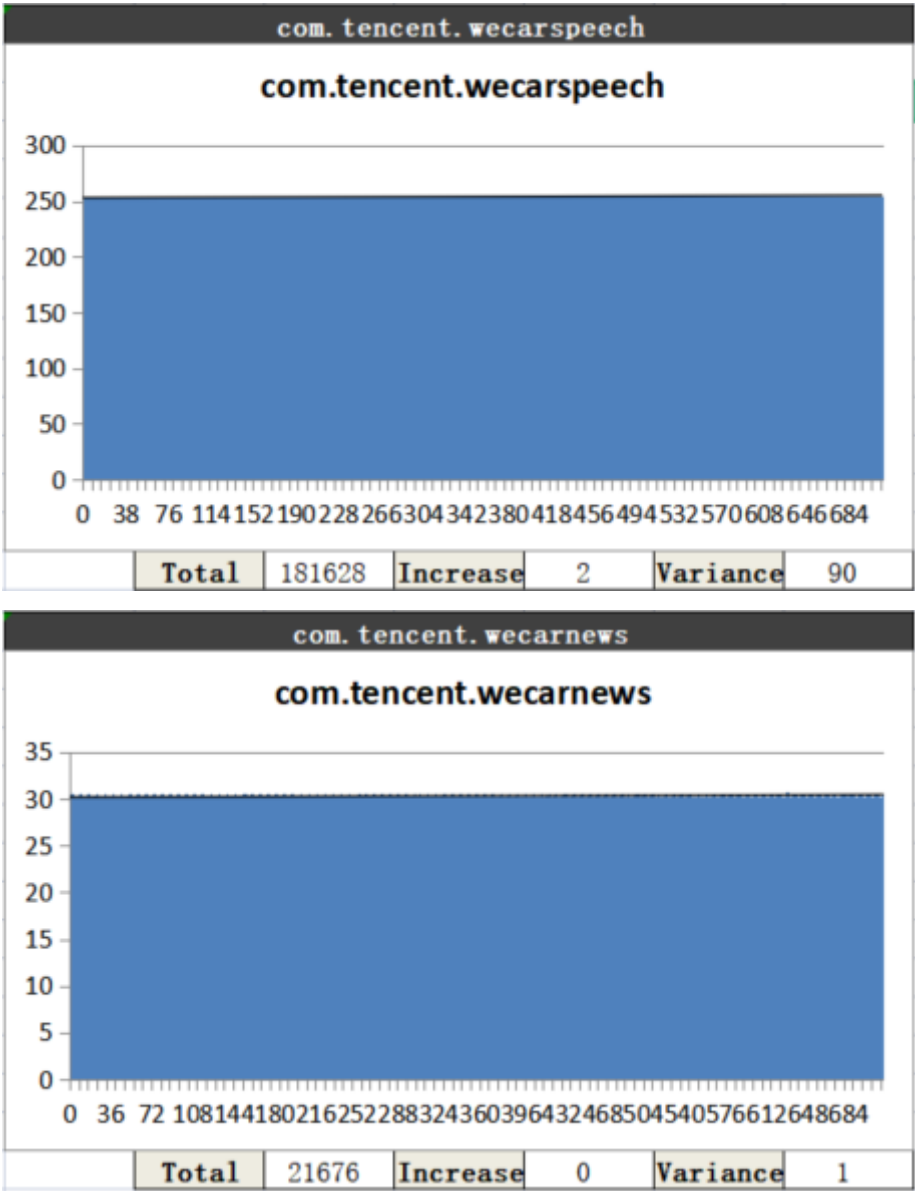 com.tencent.wecarspeech
com.tencent.wecarspeech
300
250
200
150
100
50
0
0 38 76 114 152 190 228 266 304 342 380 418 456 494 532 570 608 646 684
Total 181628 Increase 2 Variance 90
com.tencent.wecarnews
com.tencent.wecarnews
35
30
25
20
15
10
5
0
0 36 72 108 144 180 216 252 288 324 360 396 432 468 504 540 576 612 648 684
Total 21676 Increase 0 Variance 1